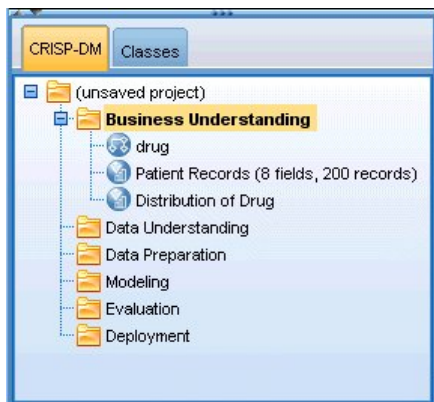 CRISP-DM Classes
(unsaved project)
Business Understanding
drug
Patient Records (8 fields, 200 records)
Distribution of Drug
Data Understanding
Data Preparation
Modeling
Evaluation
Deployment